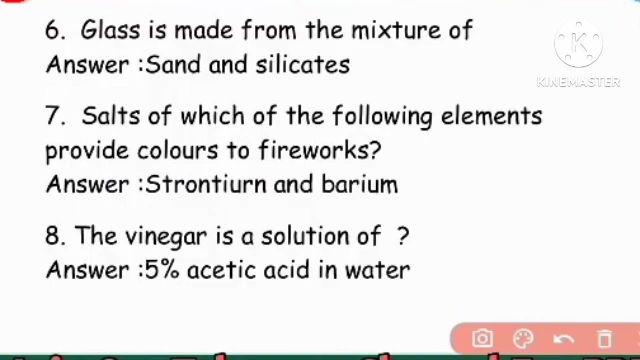 6. Glass is made from the mixture of
Answer :Sand and silicates
7. Salts of which of the following elements
provide colours to fireworks?
Answer :Strontiurn and barium
8. The vinegar is a solution of ?
Answer :5% acetic acid in water
K
KINEMASTER